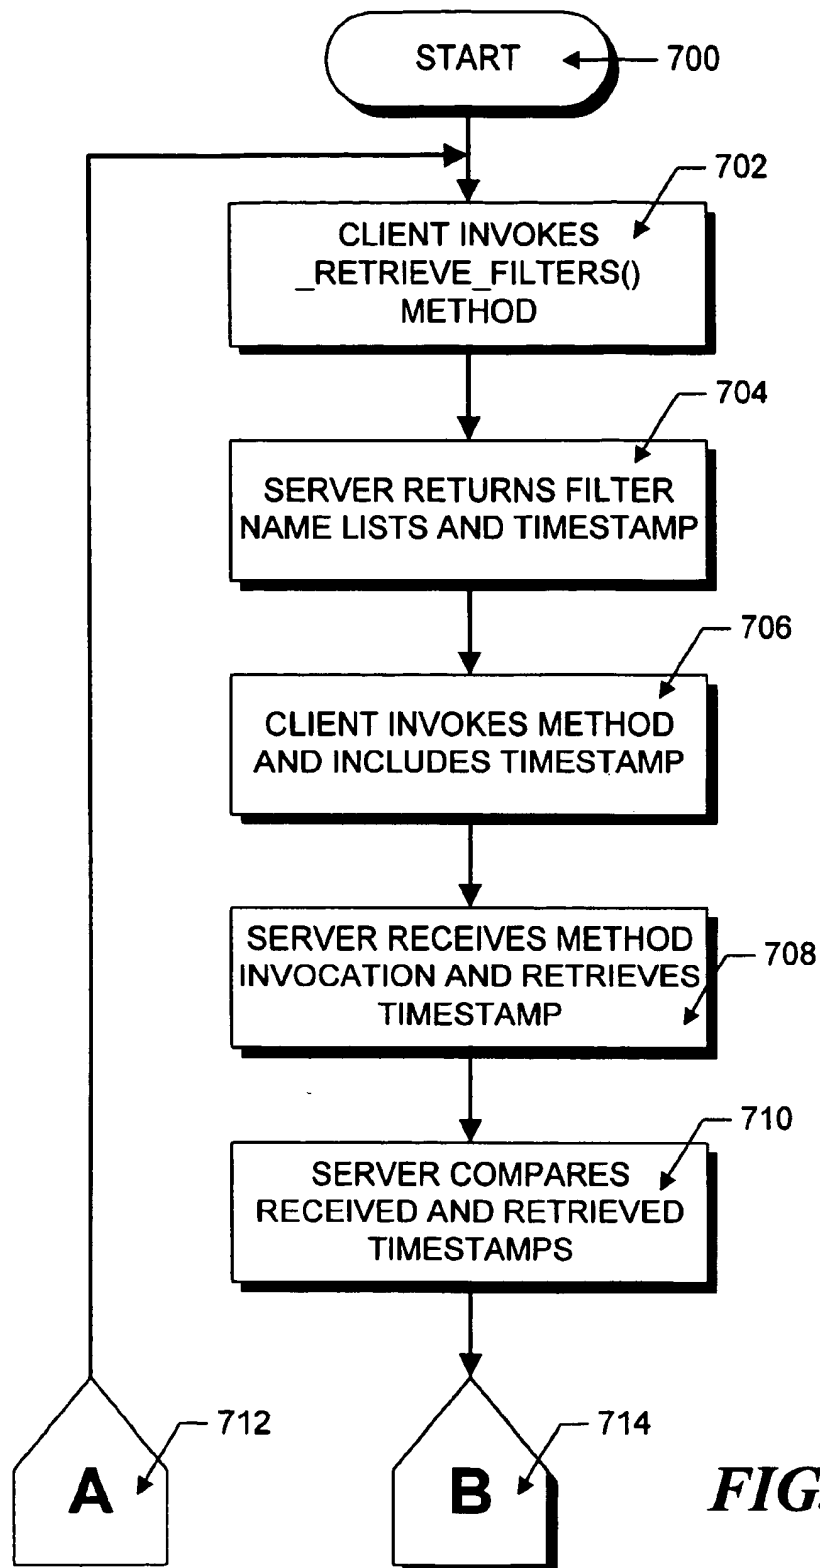 START
700
702
CLIENT INVOKES
_RETRIEVE_FILTERS()
METHOD
704
SERVER RETURNS FILTER
NAME LISTS AND TIMESTAMP
706
CLIENT INVOKES METHOD
AND INCLUDES TIMESTAMP
SERVER RECEIVES METHOD
INVOCATION AND RETRIEVES
TIMESTAMP
708
710
SERVER COMPARES
RECEIVED AND RETRIEVED
TIMESTAMPS
A
712
B
714
FIG.